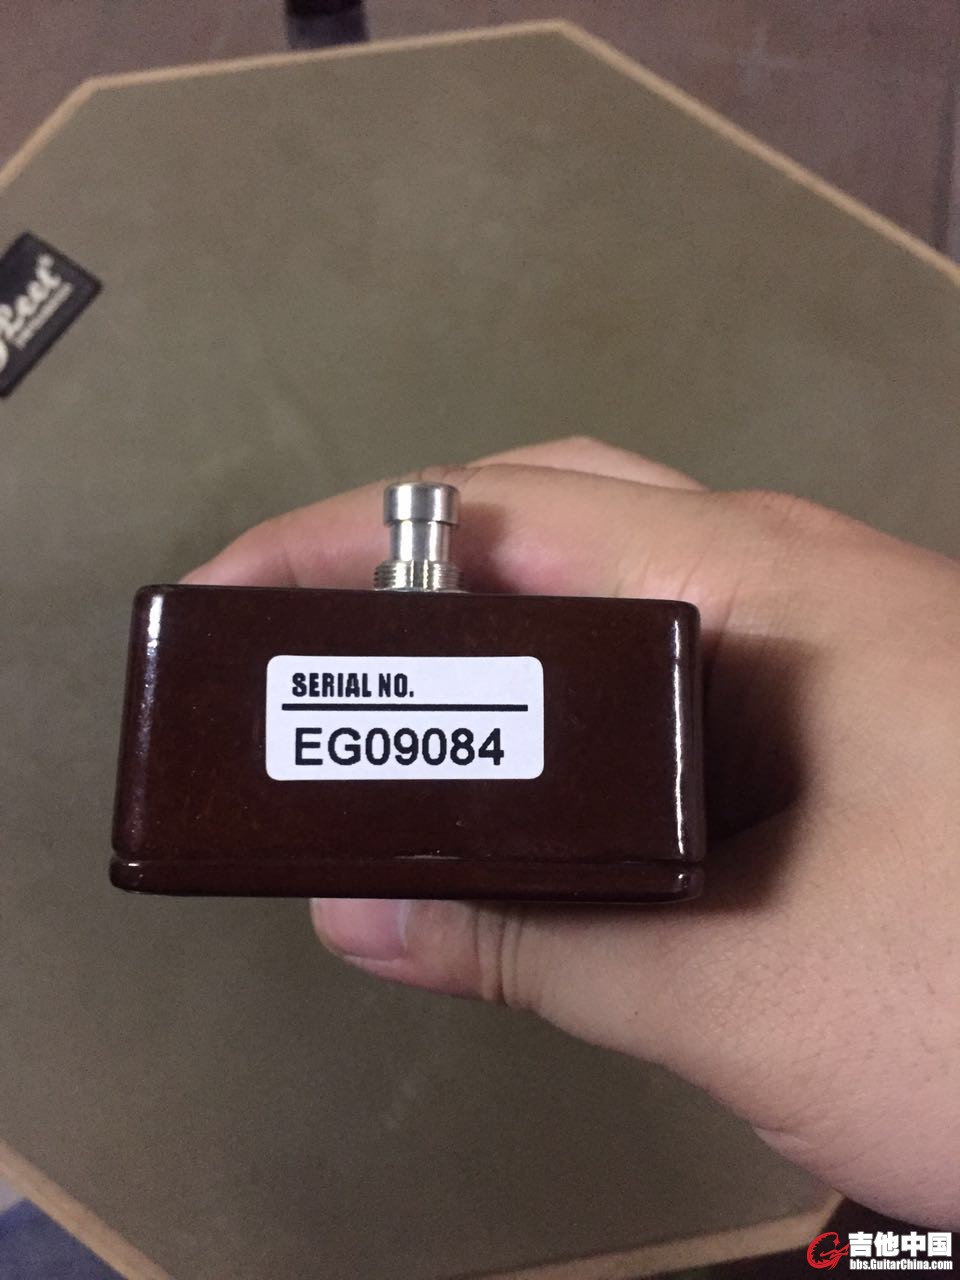 SERIAL NO.
EG09084
吉他中国
bbs.GuitarChina.com